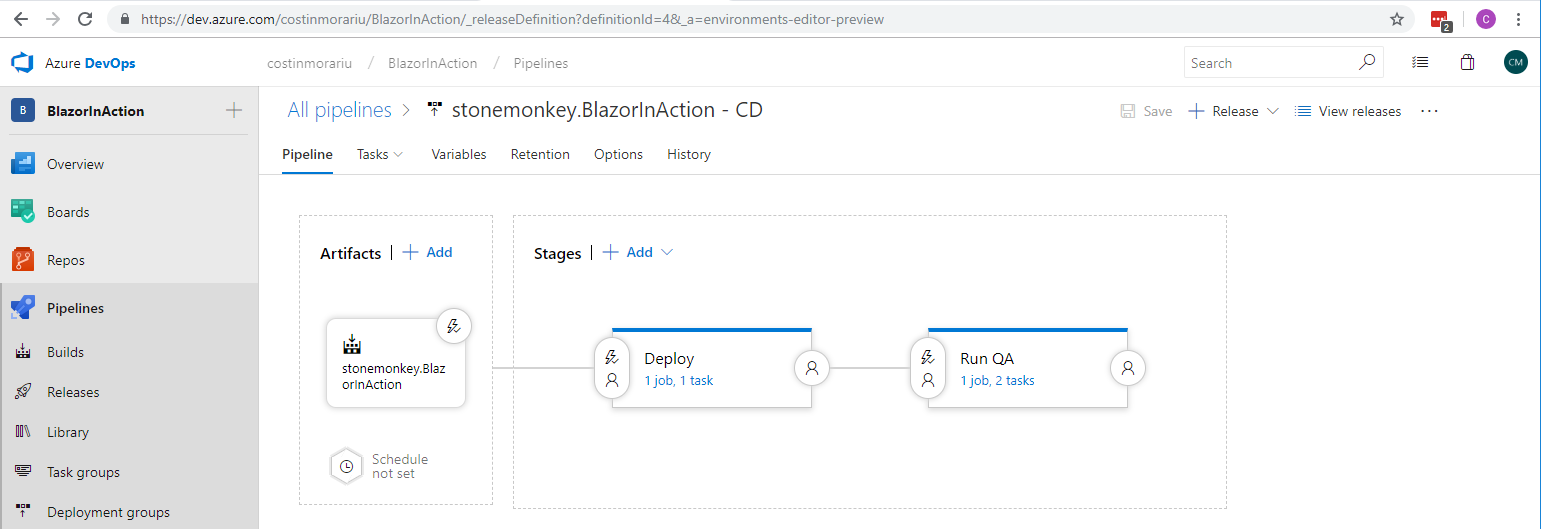 https://dev.azure.com/costinmorariu/BlazorInAction/_releaseDefinition?definitionId=4&_a=environments-editor-preview
2
C
Azure DevOps
costinmorariu / BlazorInAction / Pipelines
Search
CM
B BlazorInAction
All pipelines > stonemonkey.BlazorInAction - CD
Save
Release
View releases
Pipeline Tasks Variables Retention Options History
Overview
Boards
Repos
Pipelines
Builds
Releases
Library
Task groups
Deployment groups
Artifacts | + Add
stonemonkey.Blaz
orInAction
Schedule
not set
Stages | + Add
Deploy
1 job, 1 task
Run QA
1 job, 2 tasks